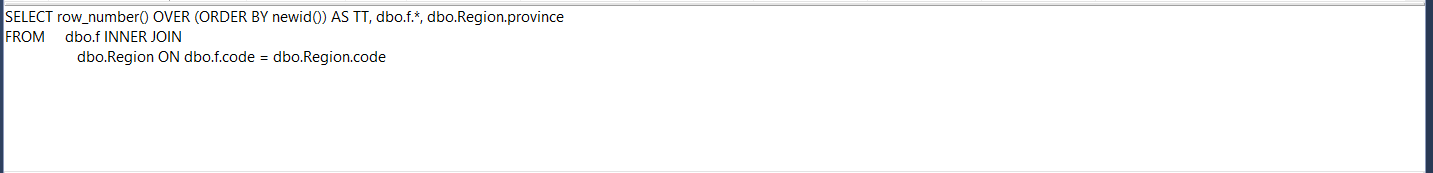 SELECT row_number() OVER (ORDER BY newid()) AS TT, dbo.f.*, dbo.Region.province
FROM dbo.f INNER JOIN
dbo.Region ON dbo.f.code = dbo.Region.code